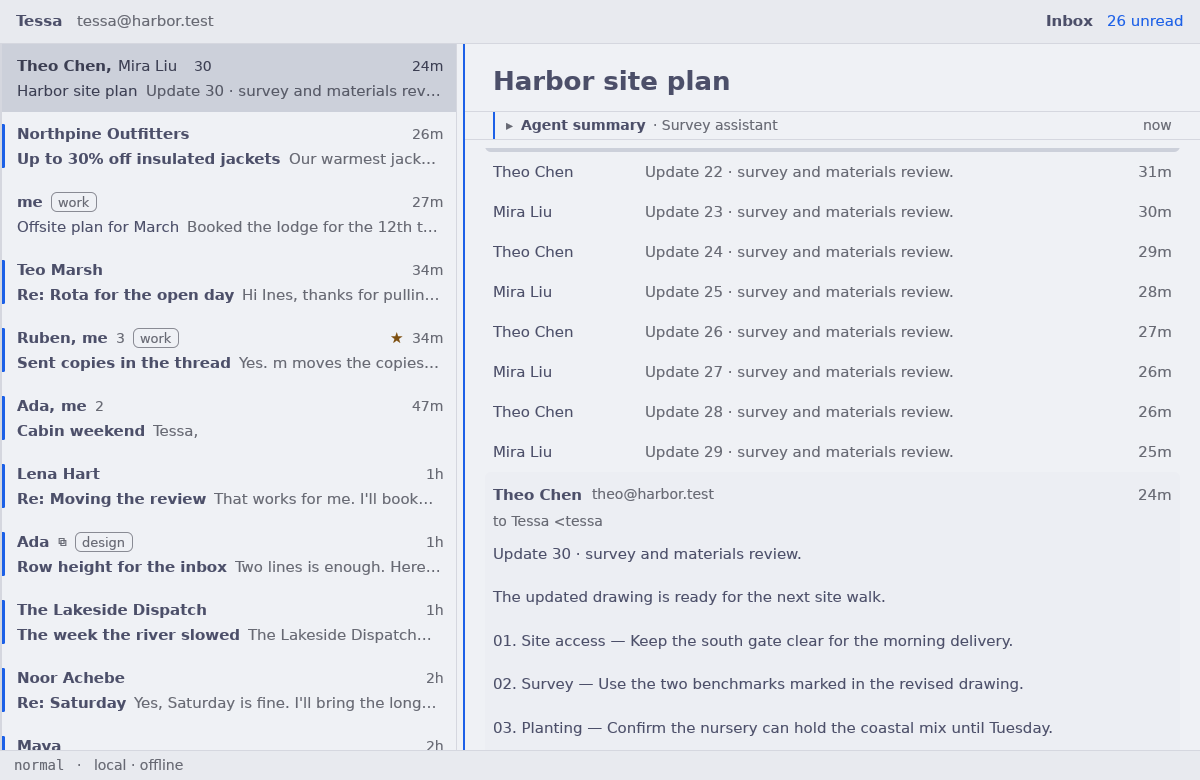 Tessa tessa@harbor.test
Inbox 26 unread
Theo Chen, Mira Liu 30 24m
Harbor site plan Update 30 · survey and materials rev…
Northpine Outfitters 26m
Up to 30% off insulated jackets Our warmest jack…
me work 27m
Offsite plan for March Booked the lodge for the 12th t…
Teo Marsh 34m
Re: Rota for the open day Hi Ines, thanks for pullin…
Ruben, me 3 work ★ 34m
Sent copies in the thread Yes. m moves the copies…
Ada, me 2 47m
Cabin weekend Tessa,
Lena Hart 1h
Re: Moving the review That works for me. I'll book…
Ada design 1h
Row height for the inbox Two lines is enough. Here…
The Lakeside Dispatch 1h
The week the river slowed The Lakeside Dispatch…
Noor Achebe 2h
Re: Saturday Yes, Saturday is fine. I'll bring the long…
Maya 2h
Harbor site plan
▸ Agent summary · Survey assistant now
Theo Chen Update 22 · survey and materials review. 31m
Mira Liu Update 23 · survey and materials review. 30m
Theo Chen Update 24 · survey and materials review. 29m
Mira Liu Update 25 · survey and materials review. 28m
Theo Chen Update 26 · survey and materials review. 27m
Mira Liu Update 27 · survey and materials review. 26m
Theo Chen Update 28 · survey and materials review. 26m
Mira Liu Update 29 · survey and materials review. 25m
Theo Chen theo@harbor.test 24m
to Tessa <tessa
Update 30 · survey and materials review.
The updated drawing is ready for the next site walk.
01. Site access — Keep the south gate clear for the morning delivery.
02. Survey — Use the two benchmarks marked in the revised drawing.
03. Planting — Confirm the nursery can hold the coastal mix until Tuesday.
normal · local · offline